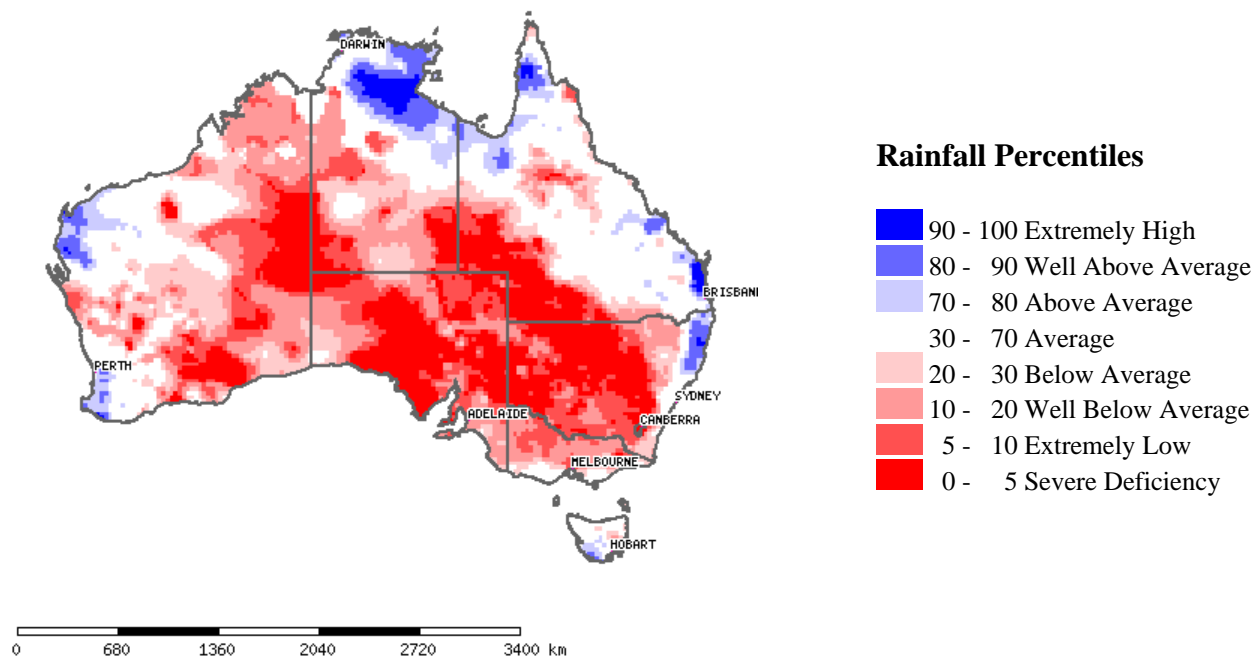 DARWIN
Rainfall Percentiles
90 - 100 Extremely High
80 - 90 Well Above Average
BRISBAN
70 - 80 Above Average
30 - 70 Average
PERTH
20 - 30 Below Average
SYDNEY
10 - 20 Well Below Average
ADELAIDE
CANBERRA
5 - 10 Extremely Low
MELBOURNE
0 - 5 Severe Deficiency
HOBART
0 680 1360 2040 2720 3400 km